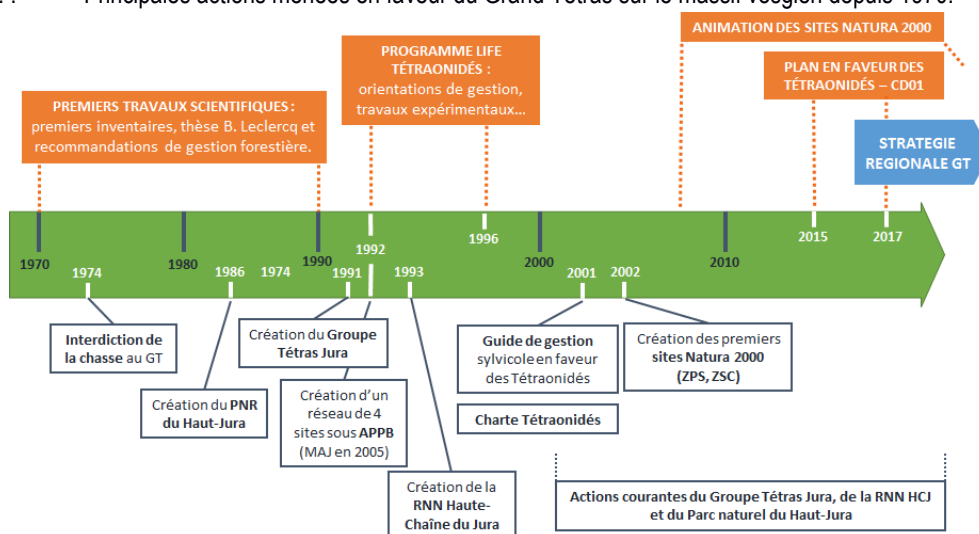 Principales actions menées en faveur du Grand Tétras sur le massif vosgien depuis 1970.
ANIMATION DES SITES NATURA 2000
PROGRAMME LIFE
TÉTRAONIDÉS :
orientations de gestion,
travaux expérimentaux...
PLAN EN FAVEUR DES
TÉTRAONIDÉS – CD01
PREMIERS TRAVAUX SCIENTIFIQUES :
premiers inventaires, thèse B. Leclercq et
recommandations de gestion forestière.
STRATEGIE
REGIONALE GT
1970
1974
1980
1986
1974
1990
1991
1992
1993
1996
2000
2001
2002
2010
2015
2017
Interdiction de
la chasse au GT
Création du PNR
du Haut-Jura
Création du Groupe
Tétras Jura
Création d'un
réseau de 4
sites sous APPB
(MAJ en 2005)
Création de la
RNN Haute-
Chaîne du Jura
Guide de gestion
sylvicole en faveur
des Tétraonidés
Charte Tétraonidés
Création des premiers
sites Natura 2000
(ZPS, ZSC)
Actions courantes du Groupe Tétras Jura, de la RNN HCJ
et du Parc naturel du Haut-Jura